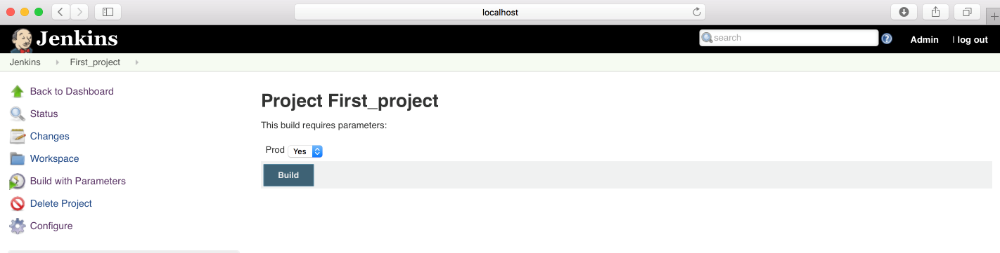 localhost
Jenkins
search
?
Admin
| log out
Jenkins
First_project
Back to Dashboard
Status
Changes
Workspace
Build with Parameters
Delete Project
Configure
Project First_project
This build requires parameters:
Prod Yes
Build